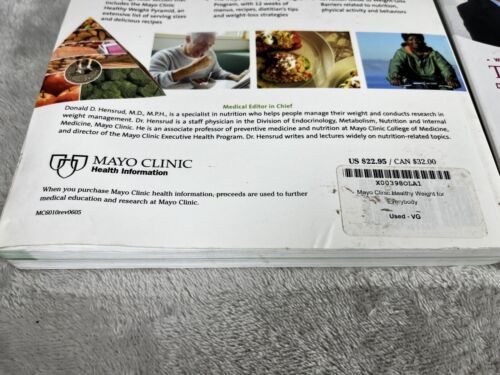 includes the Mayo Clinic
Healthy Weight Pyramid, an
extensive list of serving sizes
and delicious recipes
Program, with 12 weeks of
menus, recipes, dietitian's tips
and weight-loss strategies
Barriers related to nutrition,
physical activity and behaviors
Medical Editor in Chief
Donald D. Hensrud, M.D., M.P.H., is a specialist in nutrition who helps people manage their weight and conducts research in
weight management. Dr. Hensrud is a staff physician in the Division of Endocrinology, Metabolism, Nutrition and Internal
Medicine, Mayo Clinic. He is an associate professor of preventive medicine and nutrition at Mayo Clinic College of Medicine,
and director of the Mayo Clinic Executive Health Program. Dr. Hensrud writes and lectures widely on nutrition-related topics.
MAYO CLINIC
Health Information
When you purchase Mayo Clinic health information, proceeds are used to further
medical education and research at Mayo Clinic.
MC6010rev0605
US $22.95 / CAN $32.00
X003980LA1
Mayo Clinic Healthy Weight for
Everybody
Used - VG